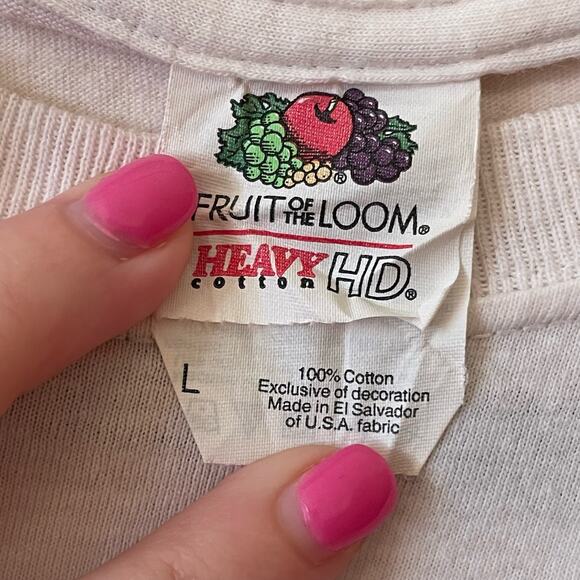 ®
FRUIT OF THE LOOM®
HEAVY cotton HD®
L
100% Cotton
Exclusive of decoration
Made in El Salvador
of U.S.A. fabric